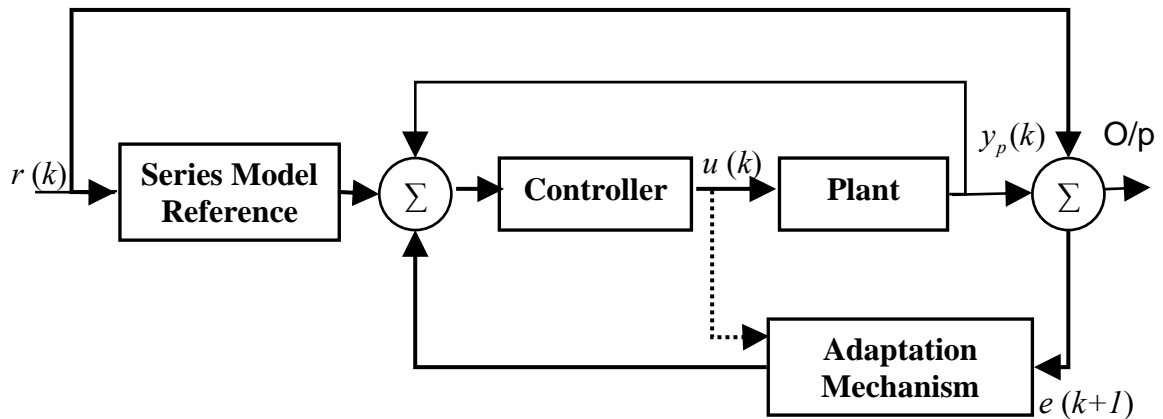 y_p(k)
O/p
r (k)
Series Model
Reference
Σ
Controller
u (k)
Plant
Σ
Adaptation
Mechanism
e (k+1)